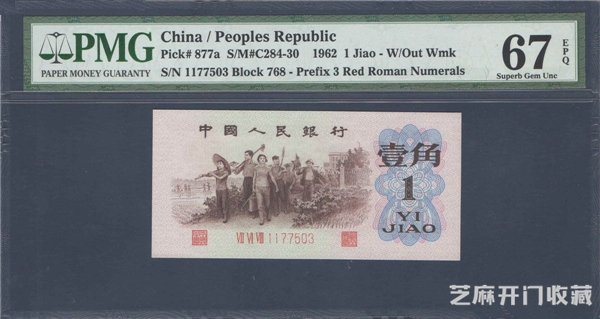 PMG
PAPER MONEY GUARANTY
China / Peoples Republic
Pick# 877a S/M#C284-30 1962 1 Jiao - W/Out Wmk
S/N 1177503 Block 768 - Prefix 3 Red Roman Numerals
67 EPQ
Superb Gem Unc
中國人民銀行
壹角
1
YI
JIAO
VII VI VIII 1177503
芝麻开门收藏